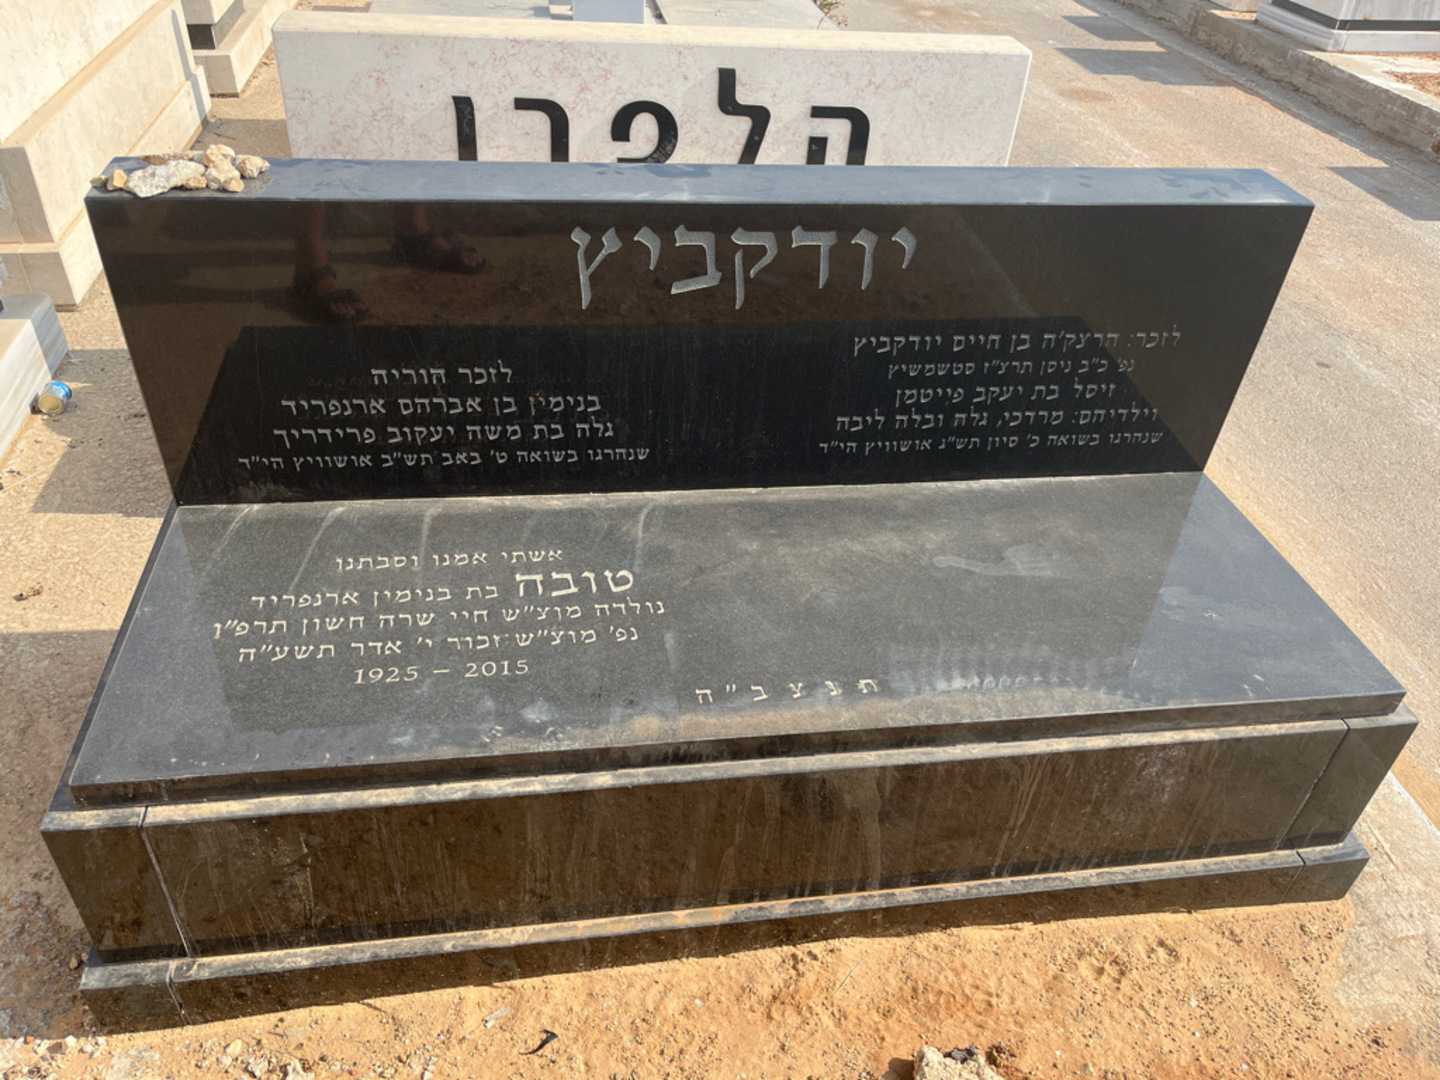 הלפרן
יודקביץ
לזכר: הרצק'ה בן חיים יודקביץ
נפ' כ"ב ניסן תרצ"ז סטשמשיץ
זיסל בת יעקב פייטמן
וילדיהם: מרדכי, גלה ובלה ליבה
שנהרגו בשואה כ' סיון תש"ג אושוויץ הי"ד
לזכר הוריה
בנימין בן אברהם ארנפריד
גלה בת משה יעקוב פרידריך
שנהרגו בשואה ט' באב תש"ב אושוויץ הי"ד
אשתי אמנו וסבתנו
טובה בת בנימין ארנפריד
נולדה מוצ"ש חיי שרה חשון תרפ"ו
נפ' מוצ"ש זכור י' אדר תשע"ה
1925 – 2015
ת נ צ ב " ה